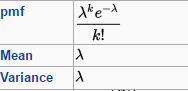 pmf λ^k e^{-λ} / k!
Mean λ
Variance λ